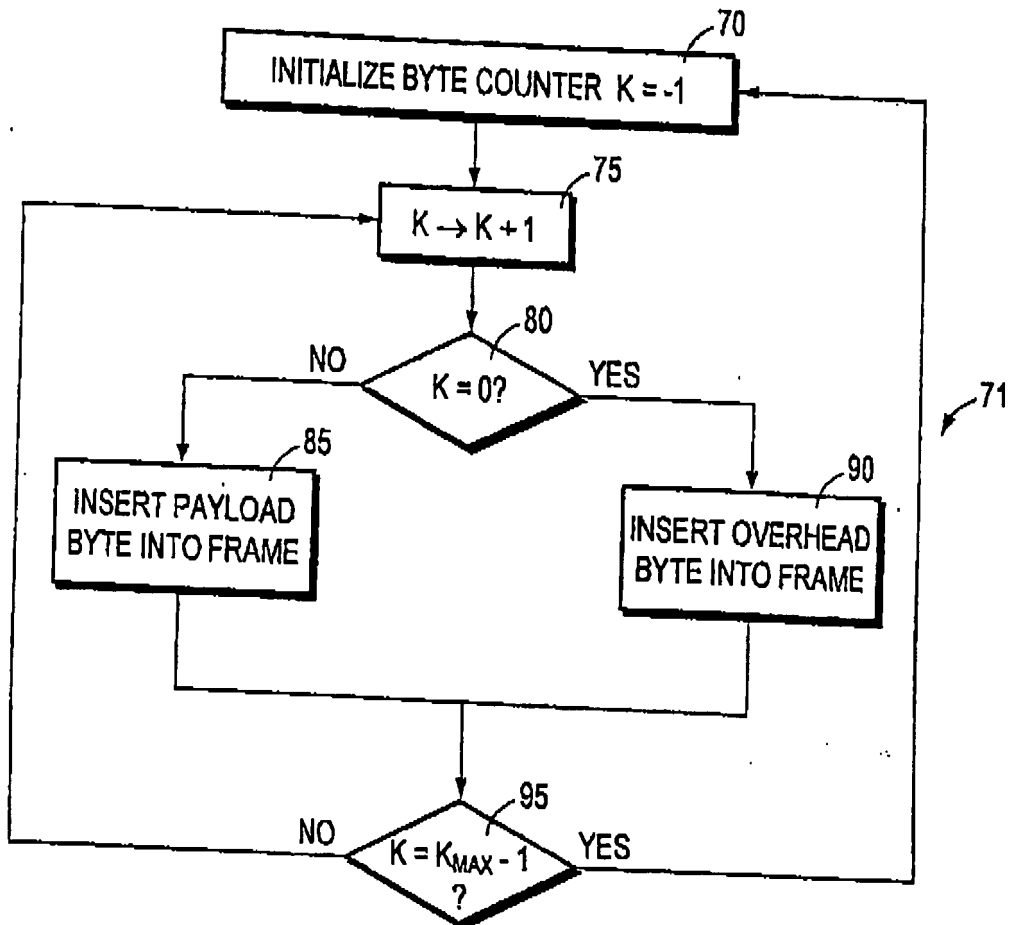 70
INITIALIZE BYTE COUNTER K = -1
75
K → K + 1
80
NO
K = 0?
YES
71
85
INSERT PAYLOAD
BYTE INTO FRAME
90
INSERT OVERHEAD
BYTE INTO FRAME
95
NO
K = KMAX - 1
?
YES